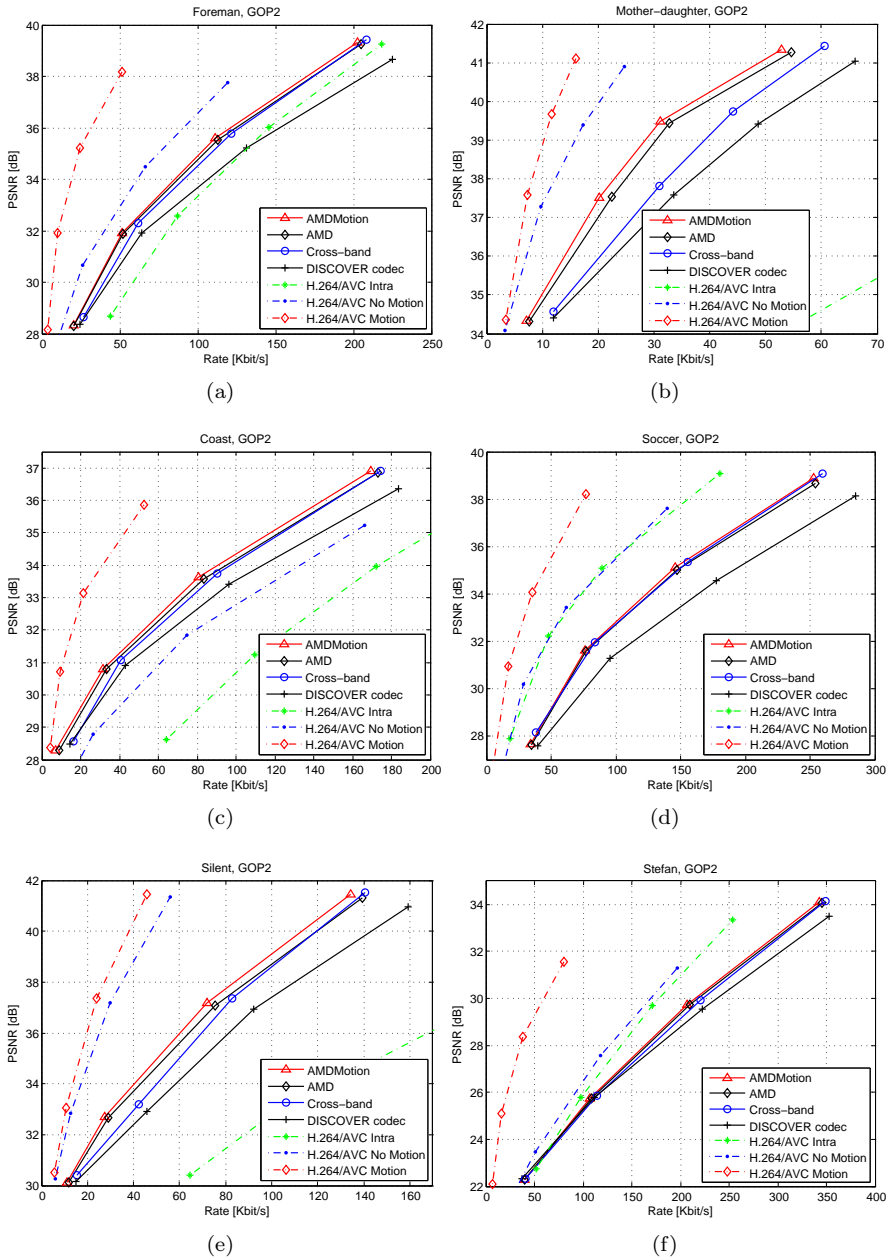 Foreman, GOP2
40
38
36
34
32
30
28
PSNR [dB]
AMDMotion
AMD
Cross−band
DISCOVER codec
H.264/AVC Intra
H.264/AVC No Motion
H.264/AVC Motion
0 50 100 150 200 250
Rate [Kbit/s]
(a)
Mother−daughter, GOP2
42
41
40
39
38
37
36
35
34
PSNR [dB]
AMDMotion
AMD
Cross−band
DISCOVER codec
H.264/AVC Intra
H.264/AVC No Motion
H.264/AVC Motion
0 10 20 30 40 50 60 70
Rate [Kbit/s]
(b)
Coast, GOP2
37
36
35
34
33
32
31
30
29
28
PSNR [dB]
AMDMotion
AMD
Cross−band
DISCOVER codec
H.264/AVC Intra
H.264/AVC No Motion
H.264/AVC Motion
0 20 40 60 80 100 120 140 160 180 200
Rate [Kbit/s]
(c)
Soccer, GOP2
40
38
36
34
32
30
28
PSNR [dB]
AMDMotion
AMD
Cross−band
DISCOVER codec
H.264/AVC Intra
H.264/AVC No Motion
H.264/AVC Motion
0 50 100 150 200 250 300
Rate [Kbit/s]
(d)
Silent, GOP2
42
40
38
36
34
32
30
PSNR [dB]
AMDMotion
AMD
Cross−band
DISCOVER codec
H.264/AVC Intra
H.264/AVC No Motion
H.264/AVC Motion
0 20 40 60 80 100 120 140 160
Rate [Kbit/s]
(e)
Stefan, GOP2
34
32
30
28
26
24
22
PSNR [dB]
AMDMotion
AMD
Cross−band
DISCOVER codec
H.264/AVC Intra
H.264/AVC No Motion
H.264/AVC Motion
0 50 100 150 200 250 300 350 400
Rate [Kbit/s]
(f)